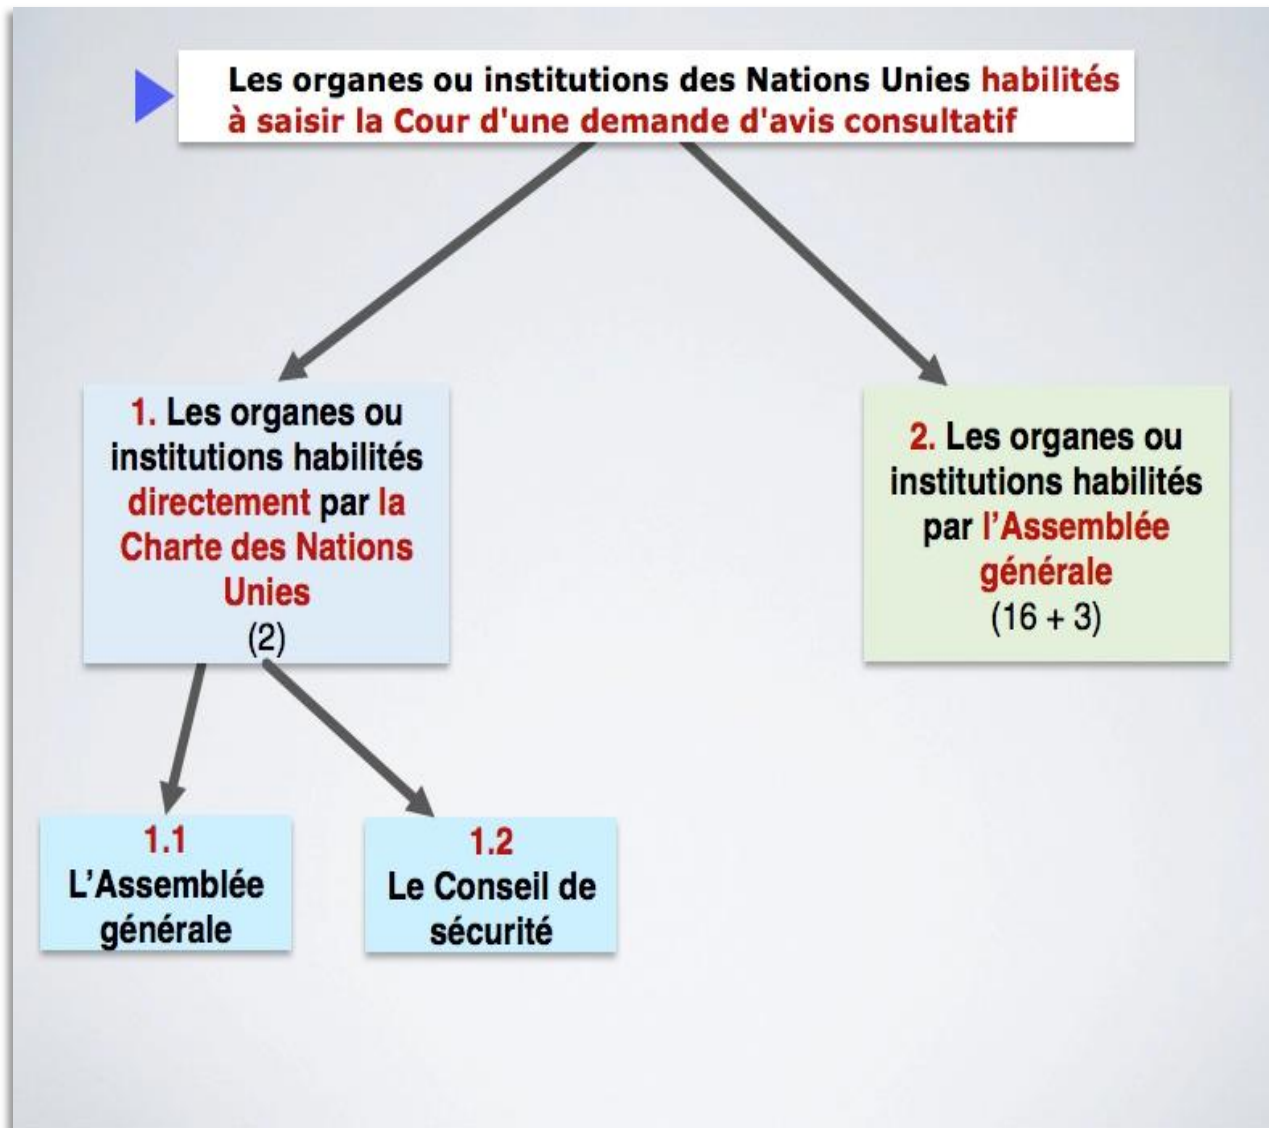 Les organes ou institutions des Nations Unies habilités
à saisir la Cour d'une demande d'avis consultatif
1. Les organes ou
institutions habilités
directement par la
Charte des Nations
Unies
(2)
2. Les organes ou
institutions habilités
par l’Assemblée
générale
(16 + 3)
1.1
L’Assemblée
générale
1.2
Le Conseil de
sécurité